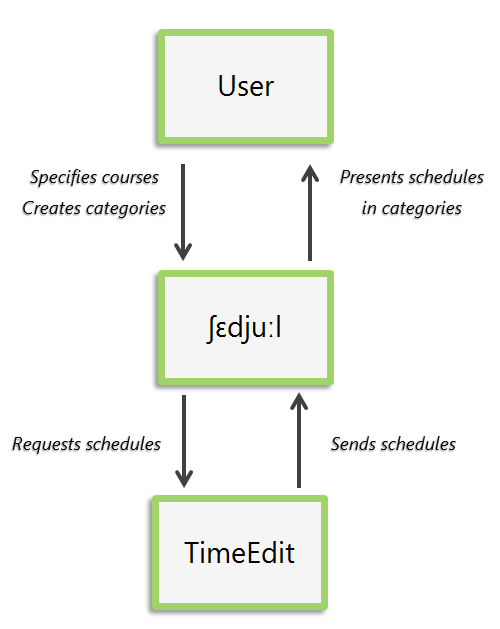 User
Specifies courses
Creates categories
Presents schedules
in categories
ʃɛdjuːl
Requests schedules
Sends schedules
TimeEdit